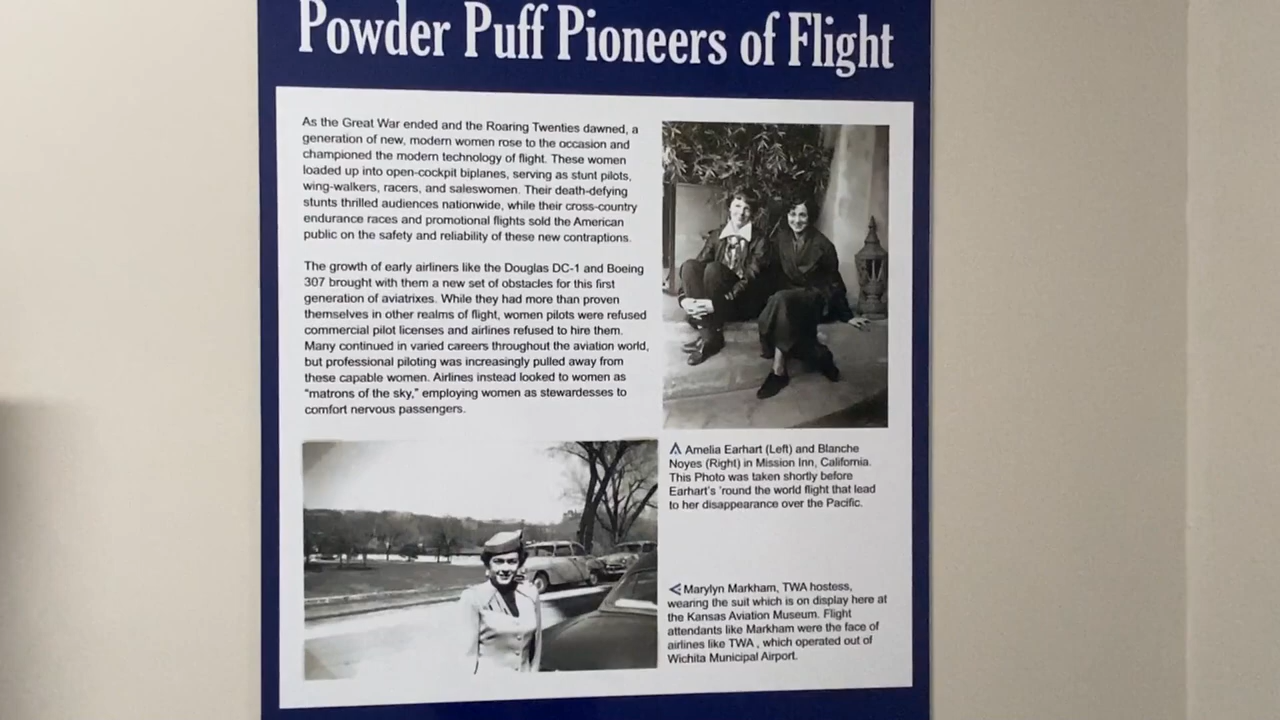 Powder Puff Pioneers of Flight
As the Great War ended and the Roaring Twenties dawned, a
generation of new, modern women rose to the occasion and
championed the modern technology of flight. These women
loaded up into open-cockpit biplanes, serving as stunt pilots,
wing-walkers, racers, and saleswomen. Their death-defying
stunts thrilled audiences nationwide, while their cross-country
endurance races and promotional flights sold the American
public on the safety and reliability of these new contraptions.
The growth of early airliners like the Douglas DC-1 and Boeing
307 brought with them a new set of obstacles for this first
generation of aviatrixes. While they had more than proven
themselves in other realms of flight, women pilots were refused
commercial pilot licenses and airlines refused to hire them.
Many continued in varied careers throughout the aviation world,
but professional piloting was increasingly pulled away from
these capable women. Airlines instead looked to women as
“matrons of the sky,” employing women as stewardesses to
comfort nervous passengers.
Amelia Earhart (Left) and Blanche
Noyes (Right) in Mission Inn, California.
This Photo was taken shortly before
Earhart's 'round the world flight that lead
to her disappearance over the Pacific.
Marylyn Markham, TWA hostess,
wearing the suit which is on display here at
the Kansas Aviation Museum. Flight
attendants like Markham were the face of
airlines like TWA , which operated out of
Wichita Municipal Airport.